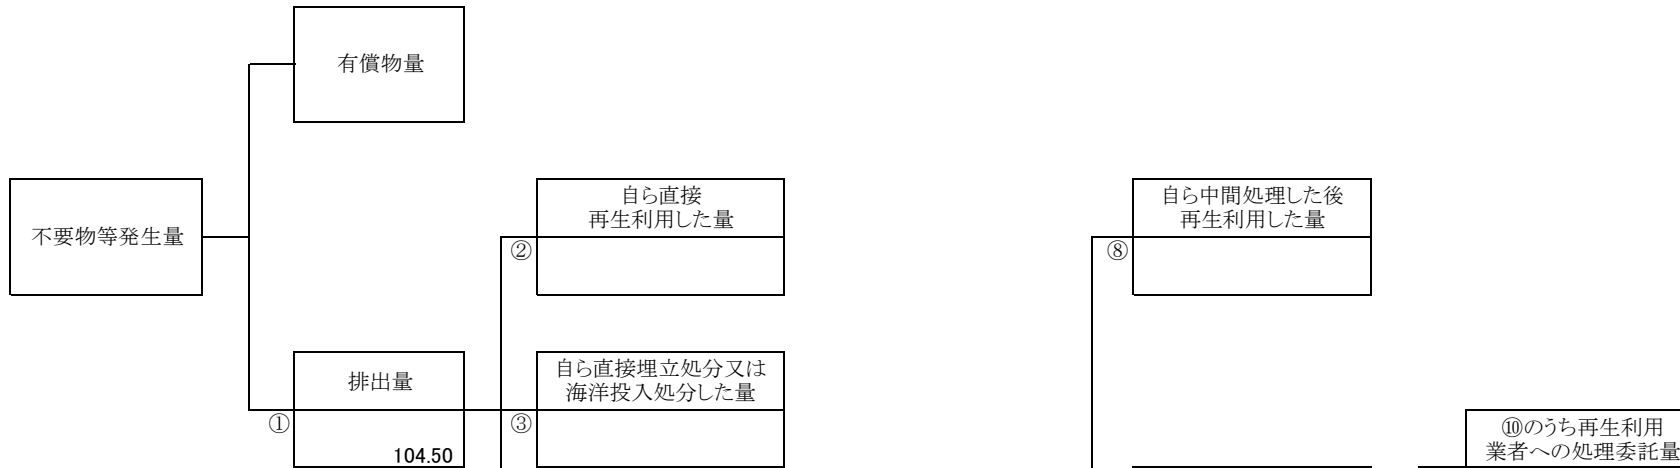 有償物量
不要物等発生量
自ら直接
再生利用した量
②
自ら中間処理した後
再生利用した量
⑧
排出量
①
104.50
自ら直接埋立処分又は
海洋投入処分した量
③
⑩のうち再生利用
業者への処理委託量